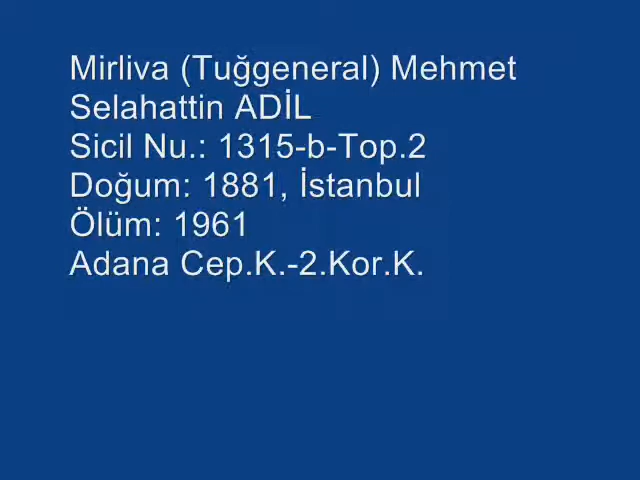 Mirliva (Tuğgeneral) Mehmet
Selahattin ADİL
Sicil Nu.: 1315-b-Top.2
Doğum: 1881, İstanbul
Ölüm: 1961
Adana Cep.K.-2.Kor.K.